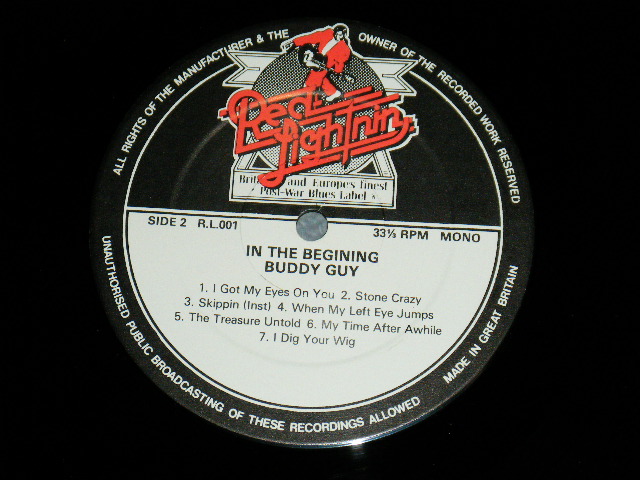 ALL RIGHTS OF THE MANUFACTURER & THE OWNER OF THE RECORDED WORK RESERVED
Red
Lightnin
and Europe's finest
Post-War Blues Label
SIDE 2 R.L.001
33⅓ RPM MONO
IN THE BEGINING
BUDDY GUY
1. I Got My Eyes On You 2. Stone Crazy
3. Skippin (Inst) 4. When My Left Eye Jumps
5. The Treasure Untold 6. My Time After Awhile
7. I Dig Your Wig
UNAUTHORISED PUBLIC BROADCASTING OF THESE RECORDINGS ALLOWED
MADE IN GREAT BRITAIN